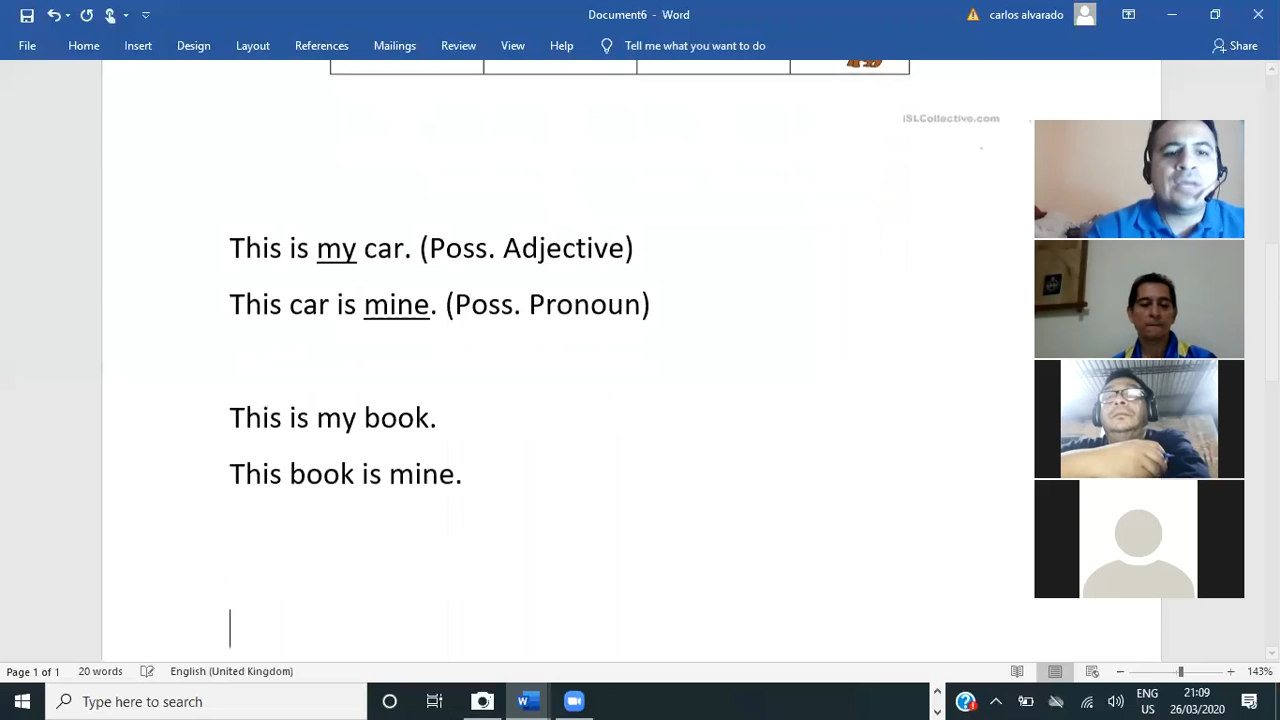 Document6 - Word
carlos alvarado
File Home Insert Design Layout References Mailings Review View Help Tell me what you want to do Share
iSLCollective.com
This is my car. (Poss. Adjective)
This car is mine. (Poss. Pronoun)
This is my book.
This book is mine.
Page 1 of 1 20 words English (United Kingdom) 143%
Type here to search
ENG 21:09
US 26/03/2020